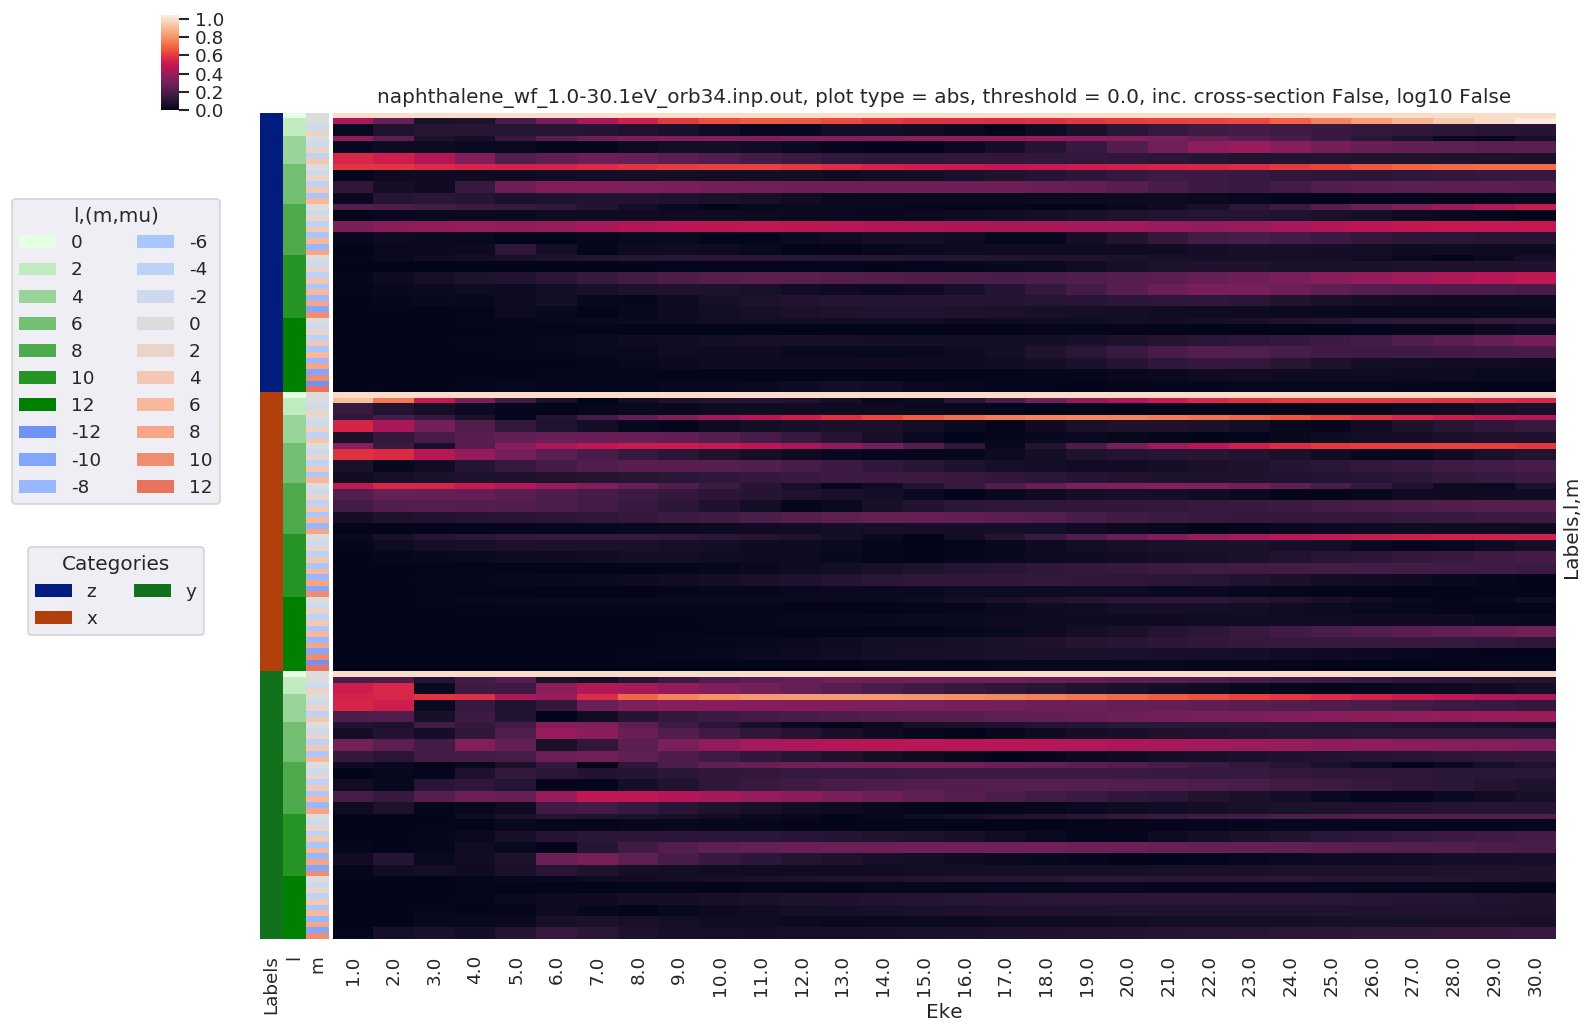 1.0
0.8
0.6
0.4
0.2
0.0
naphthalene_wf_1.0-30.1eV_orb34.inp.out, plot type = abs, threshold = 0.0, inc. cross-section False, log10 False
l,(m,mu)
0 -6
2 -4
4 -2
6 0
8 2
10 4
12 6
-12 8
-10 10
-8 12
Categories
z y
x
Labels,l,m
Labels l m 1.0 2.0 3.0 4.0 5.0 6.0 7.0 8.0 9.0 10.0 11.0 12.0 13.0 14.0 15.0 16.0 17.0 18.0 19.0 20.0 21.0 22.0 23.0 24.0 25.0 26.0 27.0 28.0 29.0 30.0
Eke